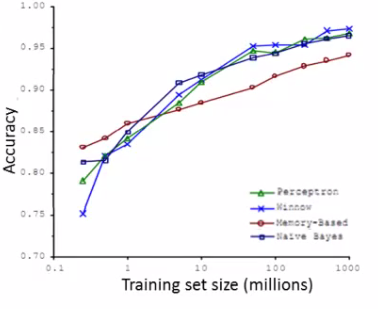 1.00
0.95
0.90
0.85
0.80
0.75
0.70
Accuracy
Perceptron
Winnow
Memory-Based
Naive Bayes
0.1 1 10 100 1000
Training set size (millions)